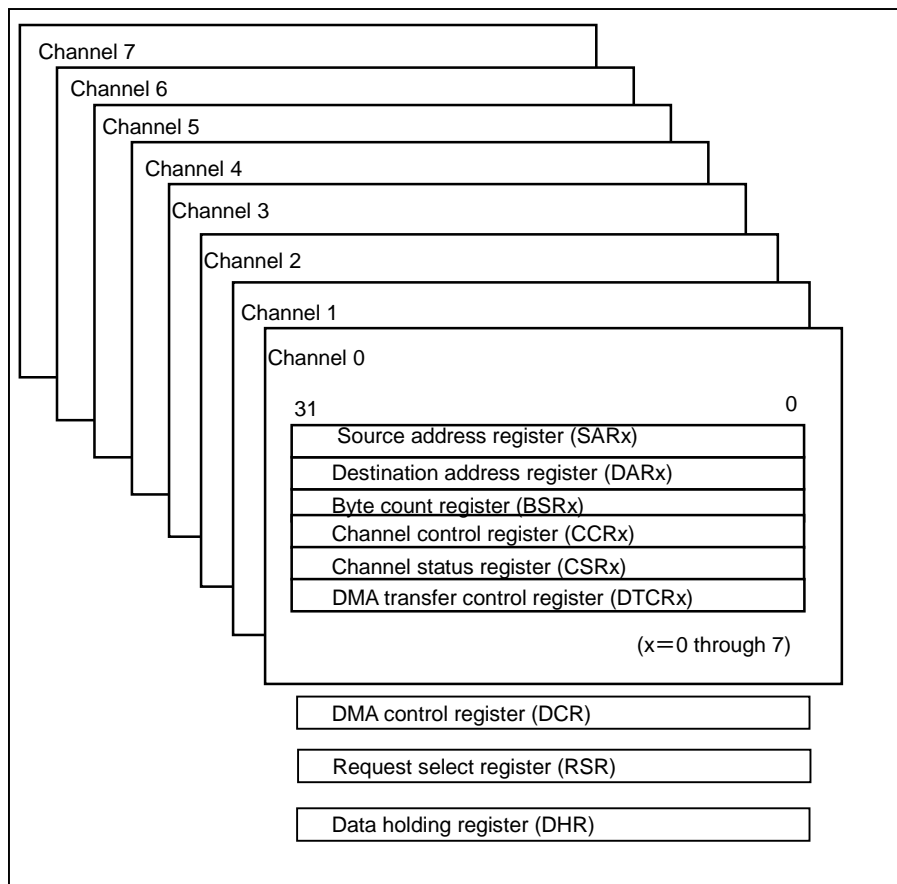 Channel 7
Channel 6
Channel 5
Channel 4
Channel 3
Channel 2
Channel 1
Channel 0
31 0
Source address register (SARx)
Destination address register (DARx)
Byte count register (BSRx)
Channel control register (CCRx)
Channel status register (CSRx)
DMA transfer control register (DTCRx)
(x=0 through 7)
DMA control register (DCR)
Request select register (RSR)
Data holding register (DHR)